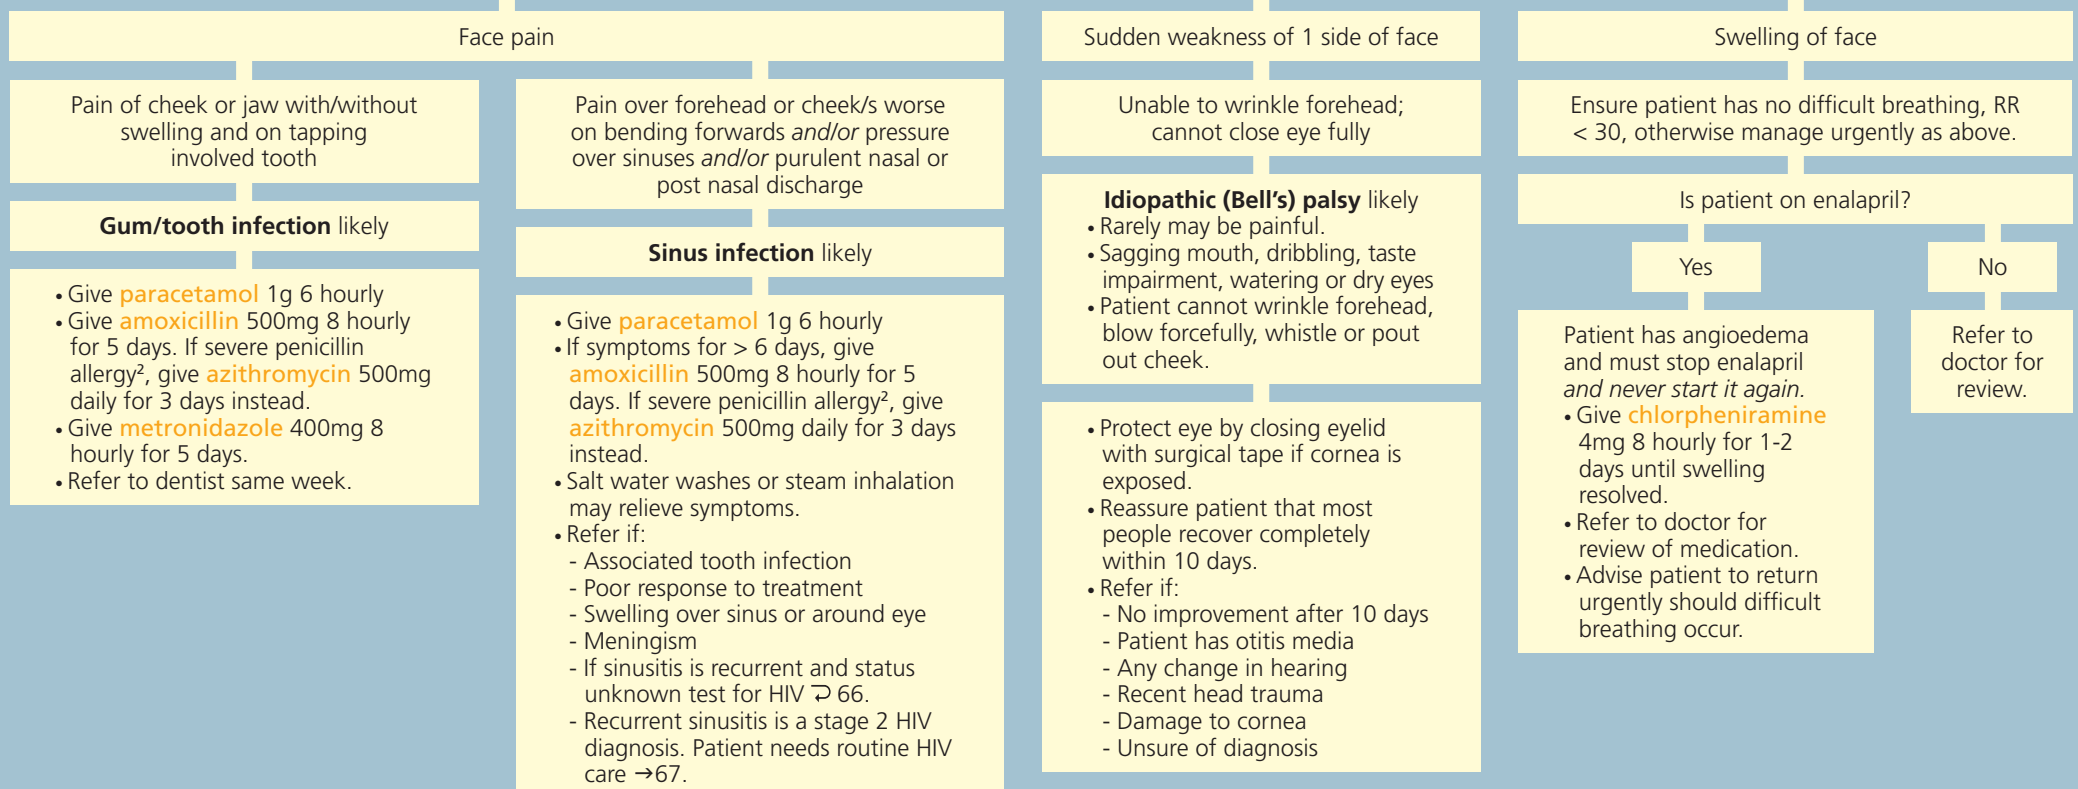 Face pain
Pain of cheek or jaw with/without
swelling and on tapping
involved tooth
Gum/tooth infection likely
• Give paracetamol 1g 6 hourly
• Give amoxicillin 500mg 8 hourly
for 5 days. If severe penicillin
allergy², give azithromycin 500mg
daily for 3 days instead.
• Give metronidazole 400mg 8
hourly for 5 days.
• Refer to dentist same week.
Pain over forehead or cheek/s worse
on bending forwards and/or pressure
over sinuses and/or purulent nasal or
post nasal discharge
Sinus infection likely
• Give paracetamol 1g 6 hourly
• If symptoms for > 6 days, give
amoxicillin 500mg 8 hourly for 5
days. If severe penicillin allergy², give
azithromycin 500mg daily for 3 days
instead.
• Salt water washes or steam inhalation
may relieve symptoms.
• Refer if:
- Associated tooth infection
- Poor response to treatment
- Swelling over sinus or around eye
- Meningism
- If sinusitis is recurrent and status
unknown test for HIV ⮌ 66.
- Recurrent sinusitis is a stage 2 HIV
diagnosis. Patient needs routine HIV
care →67.
Sudden weakness of 1 side of face
Unable to wrinkle forehead;
cannot close eye fully
Idiopathic (Bell's) palsy likely
• Rarely may be painful.
• Sagging mouth, dribbling, taste
impairment, watering or dry eyes
• Patient cannot wrinkle forehead,
blow forcefully, whistle or pout
out cheek.
• Protect eye by closing eyelid
with surgical tape if cornea is
exposed.
• Reassure patient that most
people recover completely
within 10 days.
• Refer if:
- No improvement after 10 days
- Patient has otitis media
- Any change in hearing
- Recent head trauma
- Damage to cornea
- Unsure of diagnosis
Swelling of face
Ensure patient has no difficult breathing, RR
< 30, otherwise manage urgently as above.
Is patient on enalapril?
Yes
Patient has angioedema
and must stop enalapril
and never start it again.
• Give chlorpheniramine
4mg 8 hourly for 1-2
days until swelling
resolved.
• Refer to doctor for
review of medication.
• Advise patient to return
urgently should difficult
breathing occur.
No
Refer to
doctor for
review.